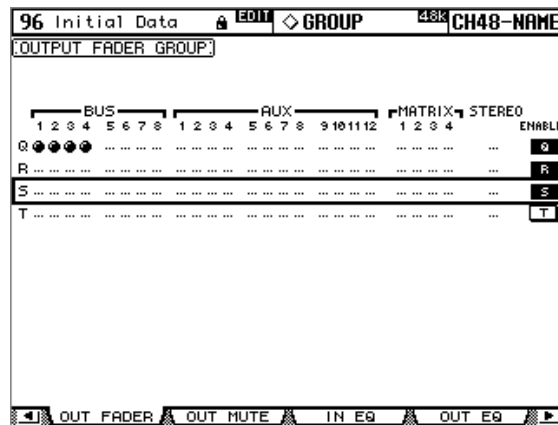 96 Initial Data EDIT GROUP 48K CH48-NAME
OUTPUT FADER GROUP
BUS AUX MATRIX STEREO
1 2 3 4 5 6 7 8 1 2 3 4 5 6 7 8 9 10 11 12 1 2 3 4 ENABL
Q Q
R R
S S
T T
OUT FADER OUT MUTE IN EQ OUT EQ